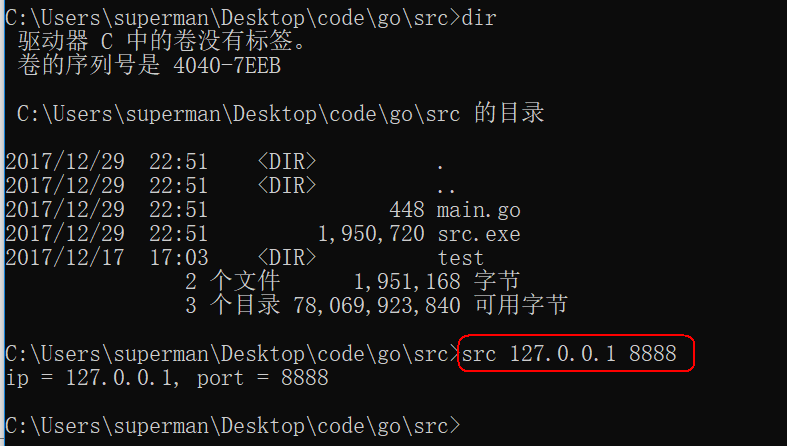 C:\Users\superman\Desktop\code\go\src>dir
驱动器 C 中的卷没有标签。
卷的序列号是 4040-7EEB
C:\Users\superman\Desktop\code\go\src 的目录
2017/12/29  22:51    <DIR>          .
2017/12/29  22:51    <DIR>          ..
2017/12/29  22:51               448 main.go
2017/12/29  22:51         1,950,720 src.exe
2017/12/17  17:03    <DIR>          test
2 个文件      1,951,168 字节
3 个目录 78,069,923,840 可用字节
C:\Users\superman\Desktop\code\go\src>src 127.0.0.1 8888
ip = 127.0.0.1, port = 8888
C:\Users\superman\Desktop\code\go\src>